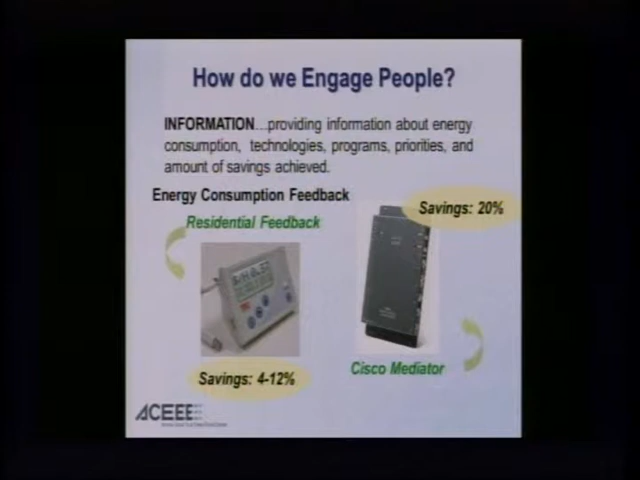 How do we Engage People?
INFORMATION...providing information about energy
consumption, technologies, programs, priorities, and
amount of savings achieved.
Energy Consumption Feedback
Savings: 20%
Residential Feedback
Cisco Mediator
Savings: 4-12%
ACEEE